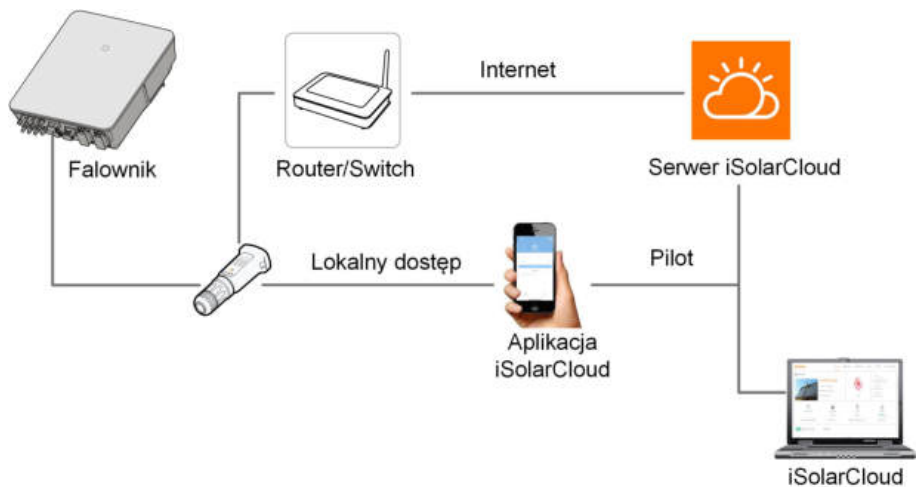 Internet
Falownik
Router/Switch
Serwer iSolarCloud
Lokalny dostęp
Pilot
Aplikacja
iSolarCloud
iSolarCloud